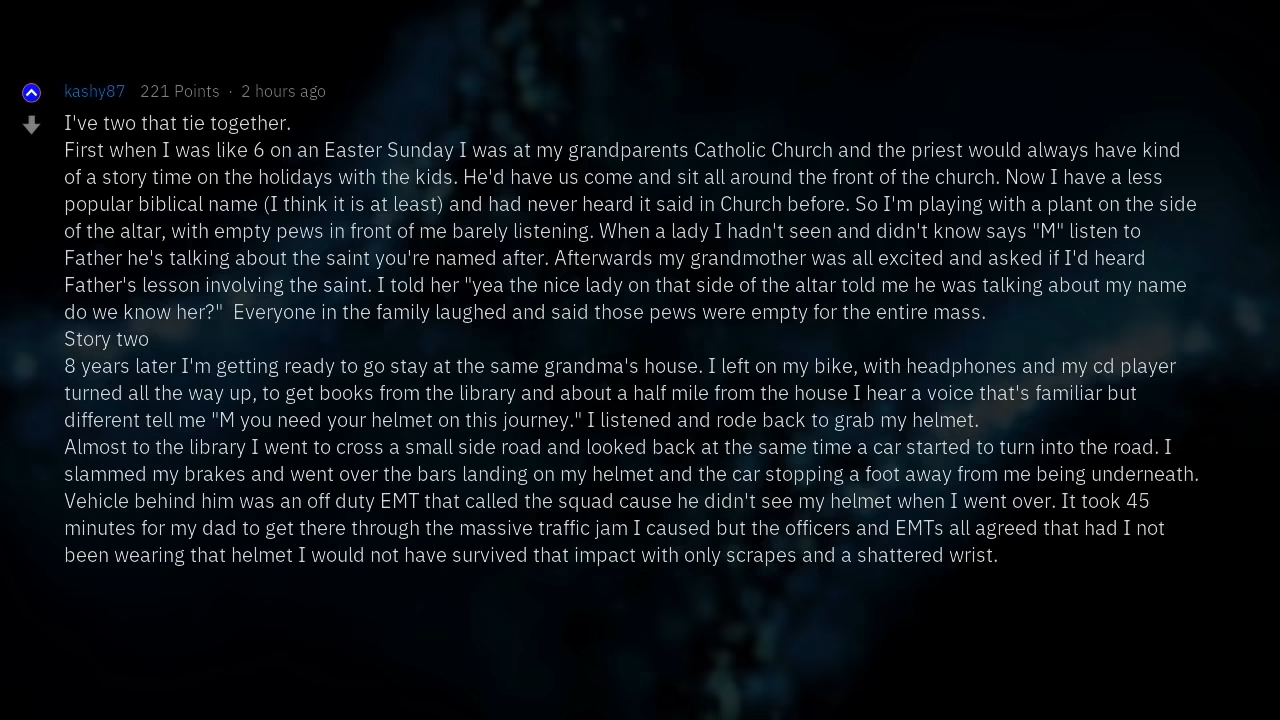 kashy87 221 Points · 2 hours ago
I've two that tie together.
First when I was like 6 on an Easter Sunday I was at my grandparents Catholic Church and the priest would always have kind
of a story time on the holidays with the kids. He'd have us come and sit all around the front of the church. Now I have a less
popular biblical name (I think it is at least) and had never heard it said in Church before. So I'm playing with a plant on the side
of the altar, with empty pews in front of me barely listening. When a lady I hadn't seen and didn't know says "M" listen to
Father he's talking about the saint you're named after. Afterwards my grandmother was all excited and asked if I'd heard
Father's lesson involving the saint. I told her "yea the nice lady on that side of the altar told me he was talking about my name
do we know her?"  Everyone in the family laughed and said those pews were empty for the entire mass.
Story two
8 years later I'm getting ready to go stay at the same grandma's house. I left on my bike, with headphones and my cd player
turned all the way up, to get books from the library and about a half mile from the house I hear a voice that's familiar but
different tell me "M you need your helmet on this journey." I listened and rode back to grab my helmet.
Almost to the library I went to cross a small side road and looked back at the same time a car started to turn into the road. I
slammed my brakes and went over the bars landing on my helmet and the car stopping a foot away from me being underneath.
Vehicle behind him was an off duty EMT that called the squad cause he didn't see my helmet when I went over. It took 45
minutes for my dad to get there through the massive traffic jam I caused but the officers and EMTs all agreed that had I not
been wearing that helmet I would not have survived that impact with only scrapes and a shattered wrist.